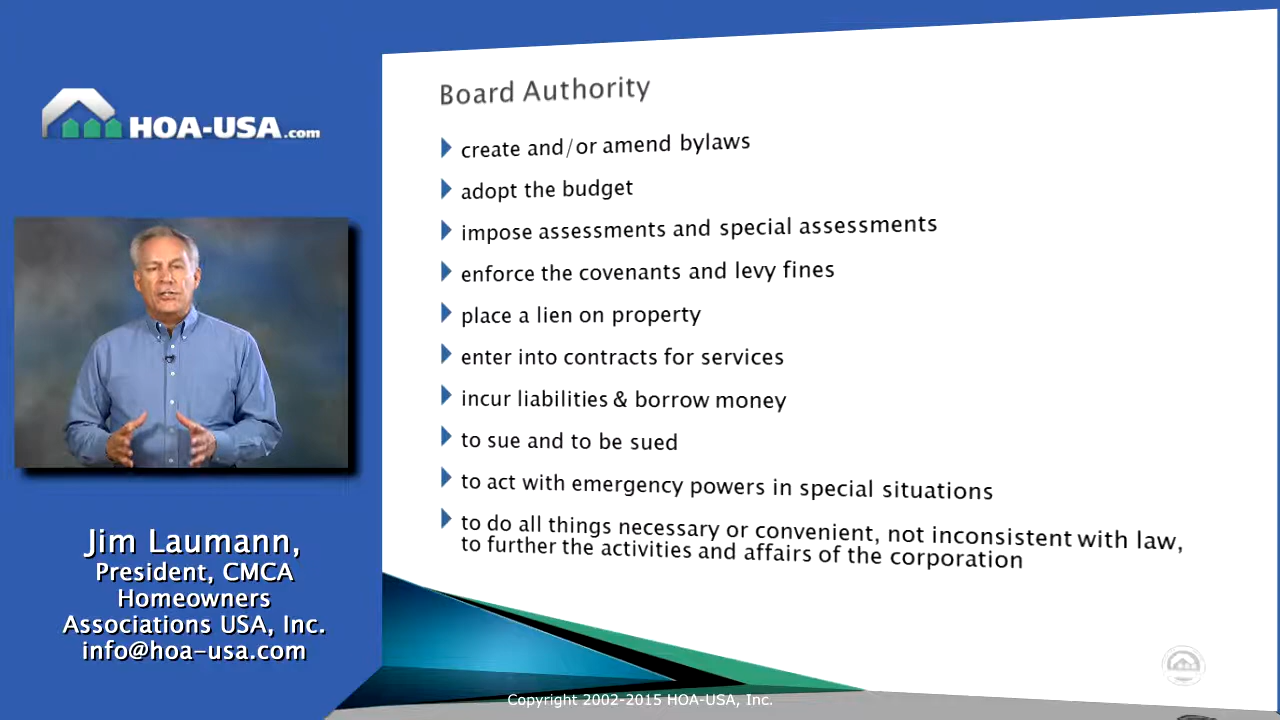 HOA-USA.com
Jim Laumann,
President, CMCA
Homeowners
Associations USA, Inc.
info@hoa-usa.com
Board Authority
create and/or amend bylaws
adopt the budget
impose assessments and special assessments
enforce the covenants and levy fines
place a lien on property
enter into contracts for services
incur liabilities & borrow money
to sue and to be sued
to act with emergency powers in special situations
to do all things necessary or convenient, not inconsistent with law,
to further the activities and affairs of the corporation
Copyright 2002-2015 HOA-USA, Inc.